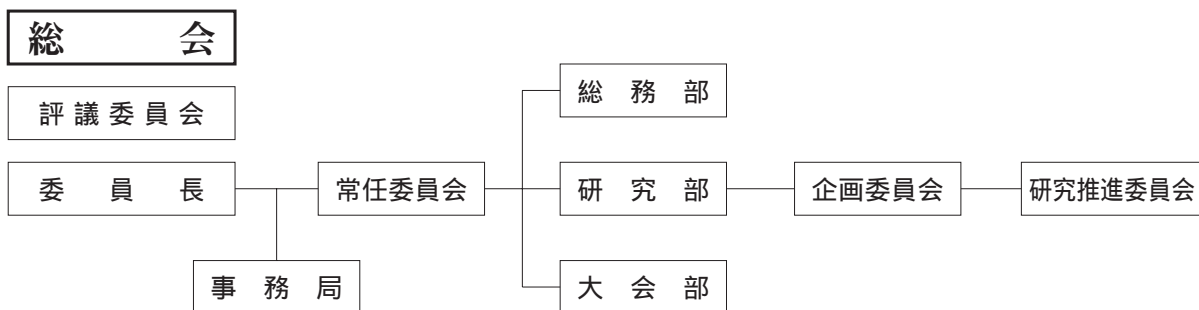 総会
評議委員会
委員長
常任委員会
事務局
総務部
研究部
大会部
企画委員会
研究推進委員会